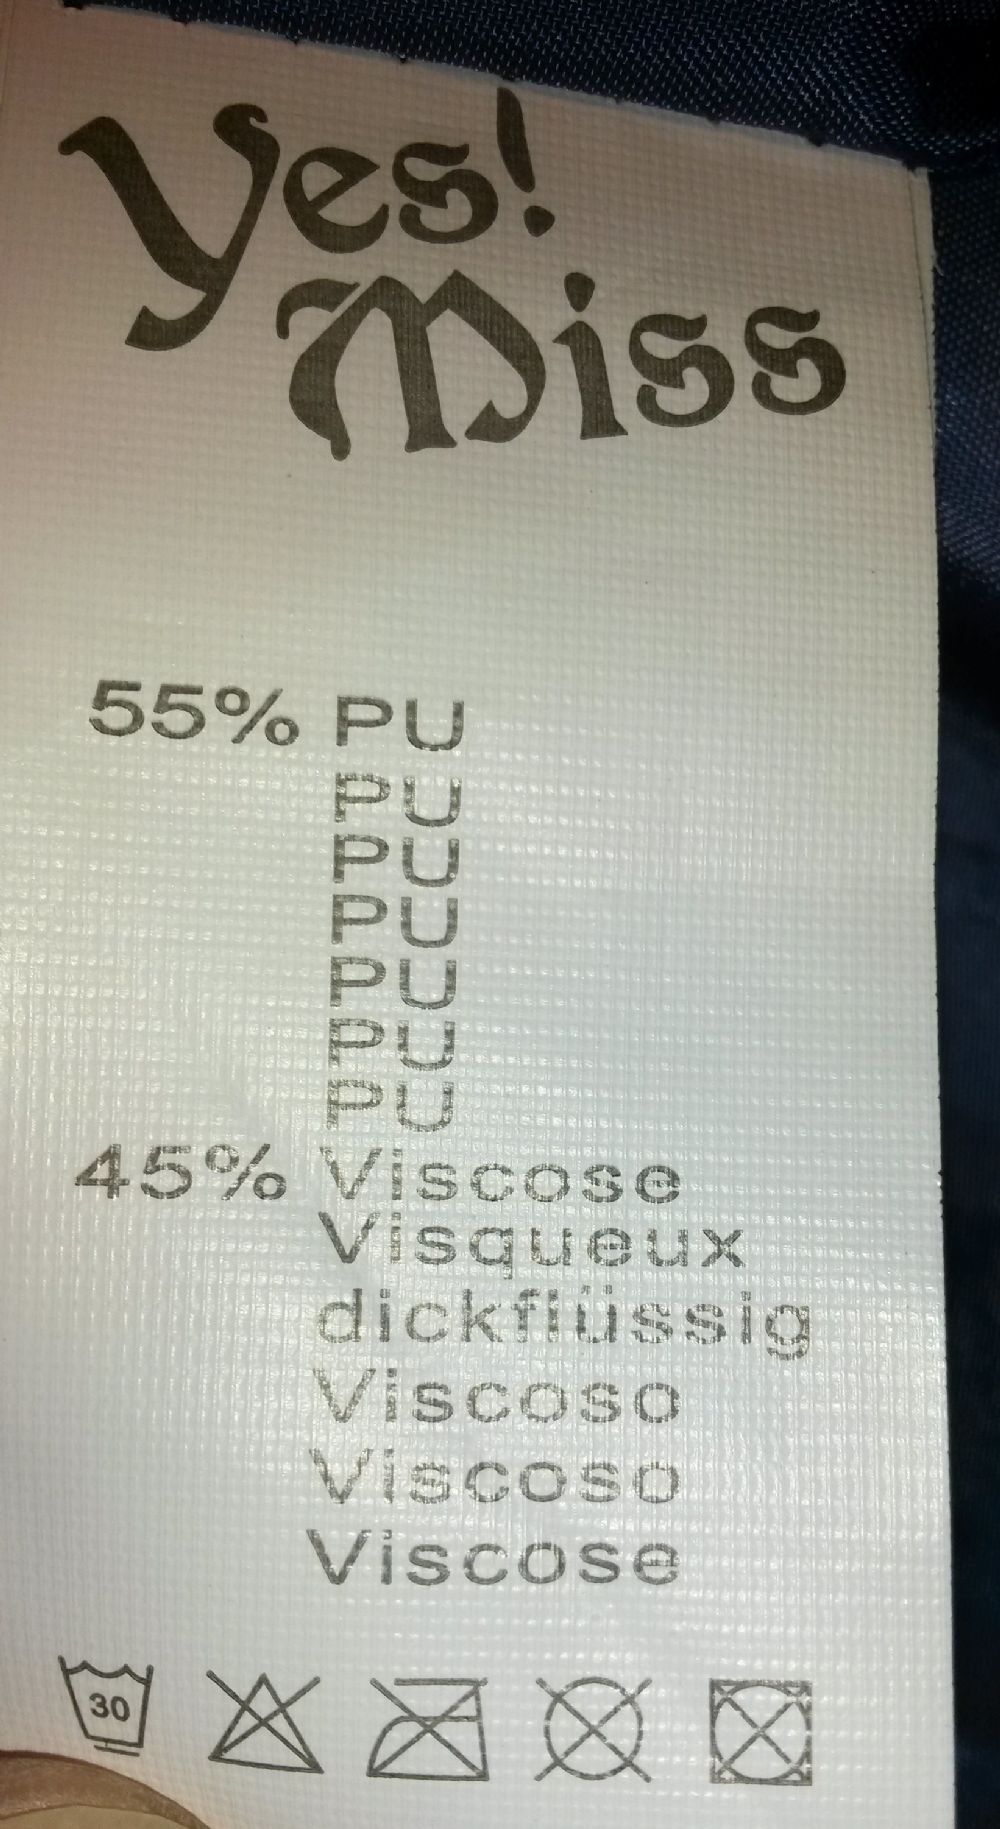 Yes!
Miss
55% PU
PU
PU
PU
PU
PU
PU
45% Viscose
Visqueux
dickflüssig
Viscoso
Viscoso
Viscose
30